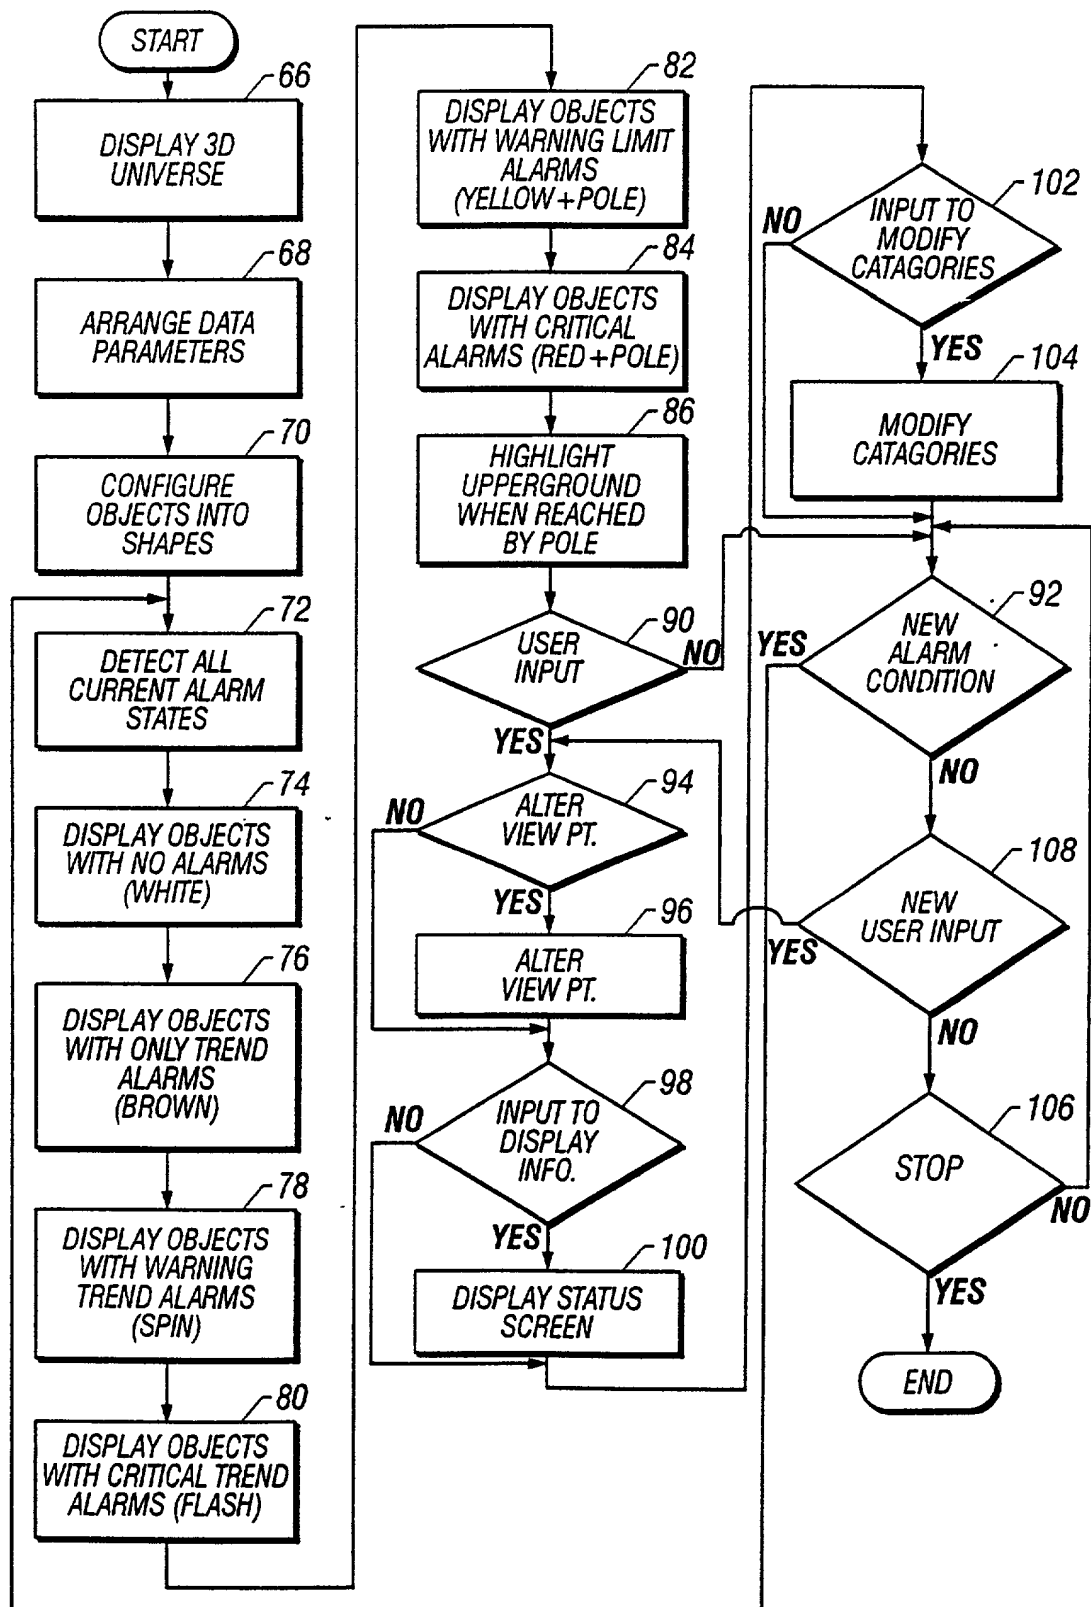 START
66
DISPLAY 3D
UNIVERSE
68
ARRANGE DATA
PARAMETERS
70
CONFIGURE
OBJECTS INTO
SHAPES
72
DETECT ALL
CURRENT ALARM
STATES
74
DISPLAY OBJECTS
WITH NO ALARMS
(WHITE)
76
DISPLAY OBJECTS
WITH ONLY TREND
ALARMS
(BROWN)
78
DISPLAY OBJECTS
WITH WARNING
TREND ALARMS
(SPIN)
80
DISPLAY OBJECTS
WITH CRITICAL TREND
ALARMS (FLASH)
82
DISPLAY OBJECTS
WITH WARNING LIMIT
ALARMS
(YELLOW+POLE)
84
DISPLAY OBJECTS
WITH CRITICAL
ALARMS (RED+POLE)
86
HIGHLIGHT
UPPERGROUND
WHEN REACHED
BY POLE
90
USER
INPUT
NO
YES
94
NO
ALTER
VIEW PT.
YES
96
ALTER
VIEW PT.
98
NO
INPUT TO
DISPLAY
INFO.
YES
100
DISPLAY STATUS
SCREEN
102
NO
INPUT TO
MODIFY
CATAGORIES
YES
104
MODIFY
CATAGORIES
92
YES
NEW
ALARM
CONDITION
NO
108
NEW
USER INPUT
YES
NO
106
STOP
NO
YES
END